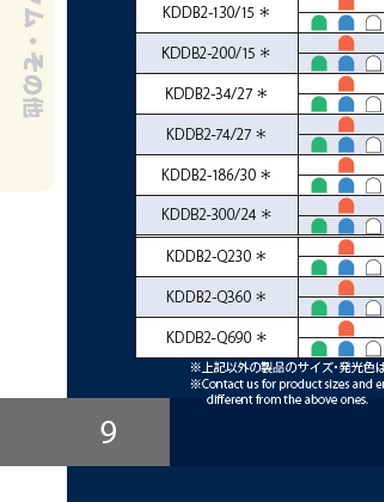 ム・その他
KDDB2-130/15 ＊
KDDB2-200/15 ＊
KDDB2-34/27 ＊
KDDB2-74/27 ＊
KDDB2-186/30 ＊
KDDB2-300/24 ＊
KDDB2-Q230 ＊
KDDB2-Q360 ＊
KDDB2-Q690 ＊
※上記以外の製品のサイズ・発光色は
※Contact us for product sizes and
different from the above ones.
9